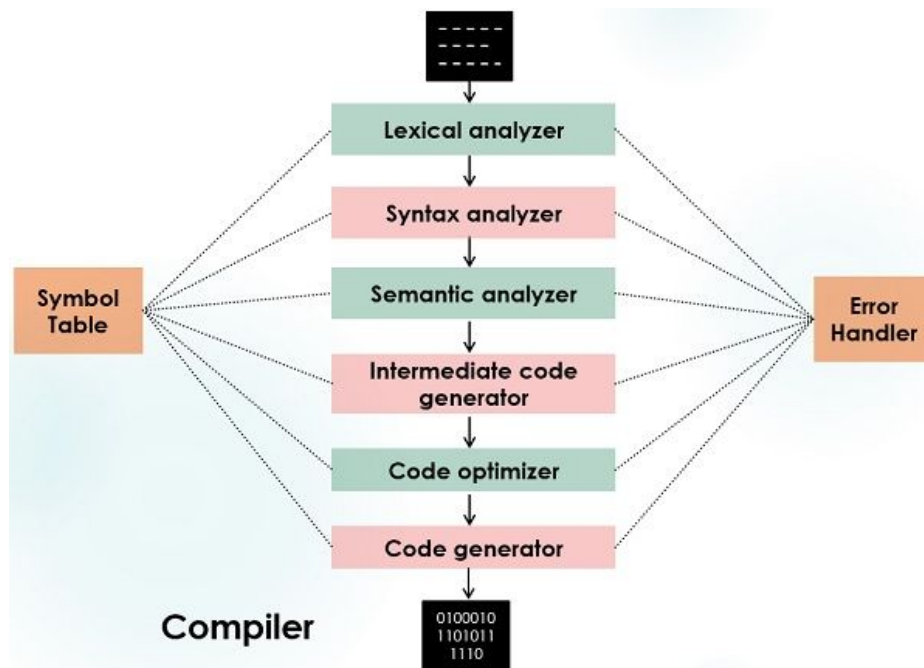 Lexical analyzer
Syntax analyzer
Symbol
Table
Semantic analyzer
Error
Handler
Intermediate code
generator
Code optimizer
Code generator
Compiler
0100010
1101011
1110